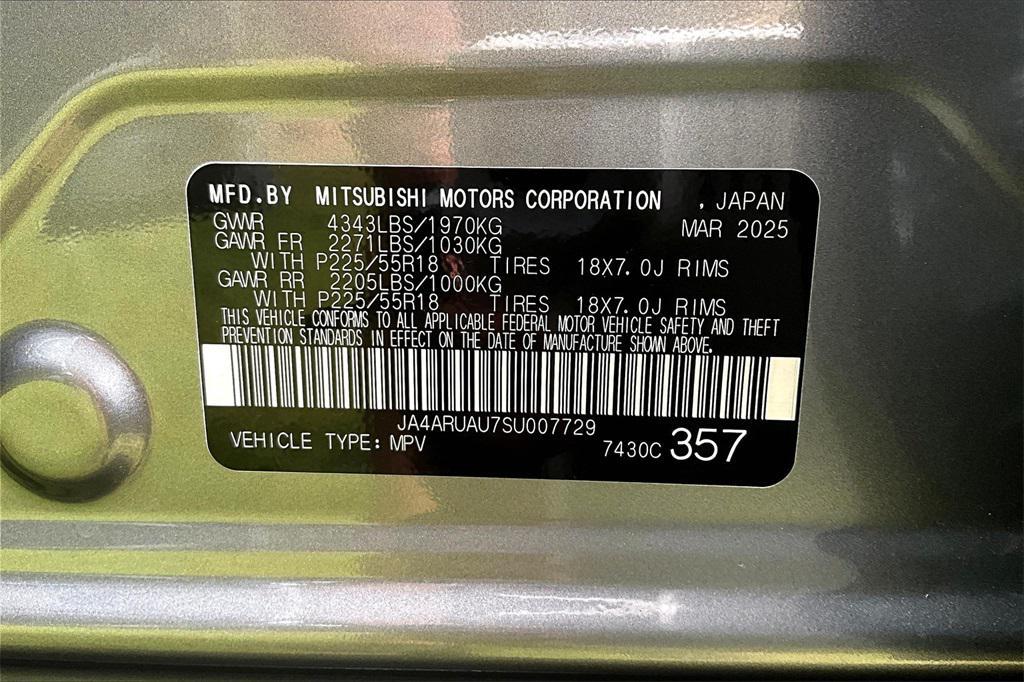 MFD.BY MITSUBISHI MOTORS CORPORATION , JAPAN
GVWR 4343LBS/1970KG MAR 2025
GAWR FR 2271LBS/1030KG
WITH P225/55R18 TIRES 18X7.0J RIMS
GAWR RR 2205LBS/1000KG
WITH P225/55R18 TIRES 18X7.0J RIMS
THIS VEHICLE CONFORMS TO ALL APPLICABLE FEDERAL MOTOR VEHICLE SAFETY AND THEFT
PREVENTION STANDARDS IN EFFECT ON THE DATE OF MANUFACTURE SHOWN ABOVE.
JA4ARUAU7SU007729
VEHICLE TYPE: MPV 7430C 357